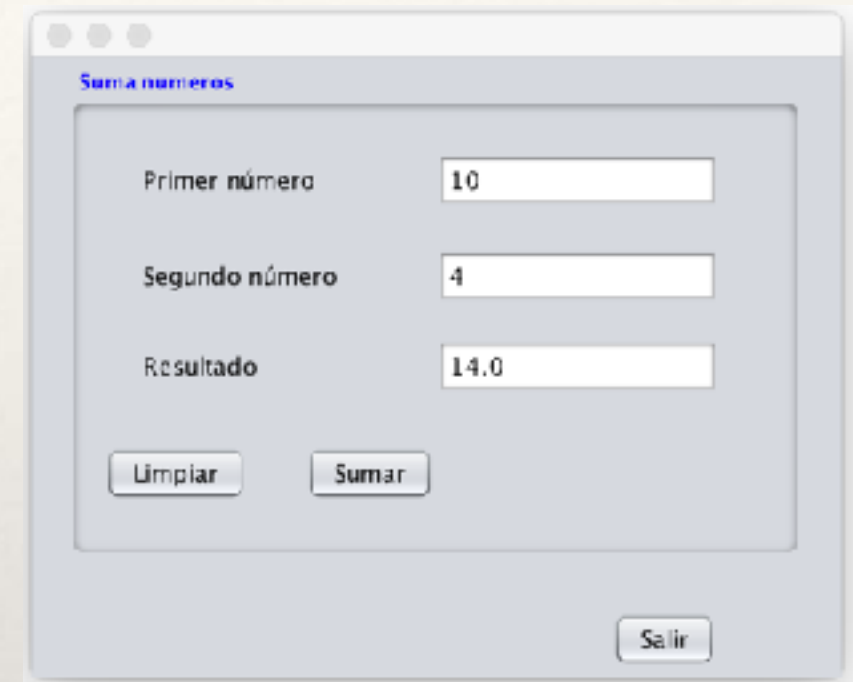 Suma numeros
Primer número 10
Segundo número 4
Resultado 14.0
Limpiar Sumar
Salir